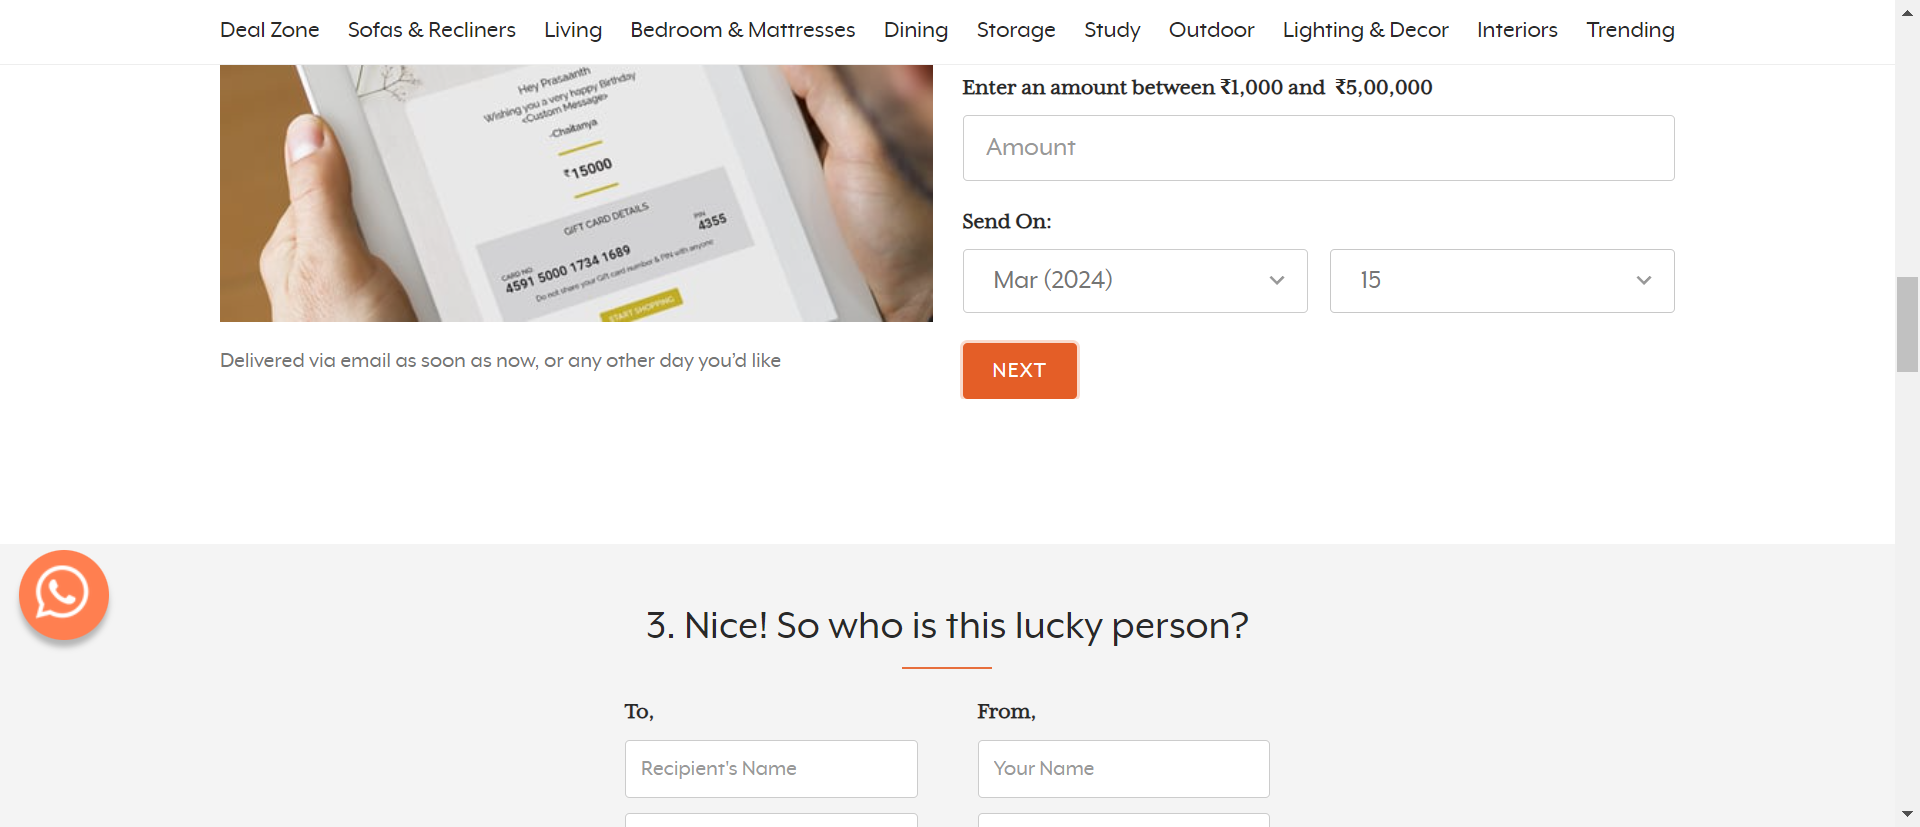 Deal Zone Sofas & Recliners Living Bedroom & Mattresses Dining Storage Study Outdoor Lighting & Decor Interiors Trending
Hey Prasaanth
Wishing you a very happy Birthday
<Custom Message>
-Chaitanya
₹15000
GIFT CARD DETAILS
CARD NO.
4591 5000 1734 1689
PIN
4355
Do not share your Gift card number & PIN with anyone
START SHOPPING
Delivered via email as soon as now, or any other day you'd like
Enter an amount between ₹1,000 and ₹5,00,000
Amount
Send On:
Mar (2024)
15
NEXT
3. Nice! So who is this lucky person?
To,
Recipient's Name
From,
Your Name